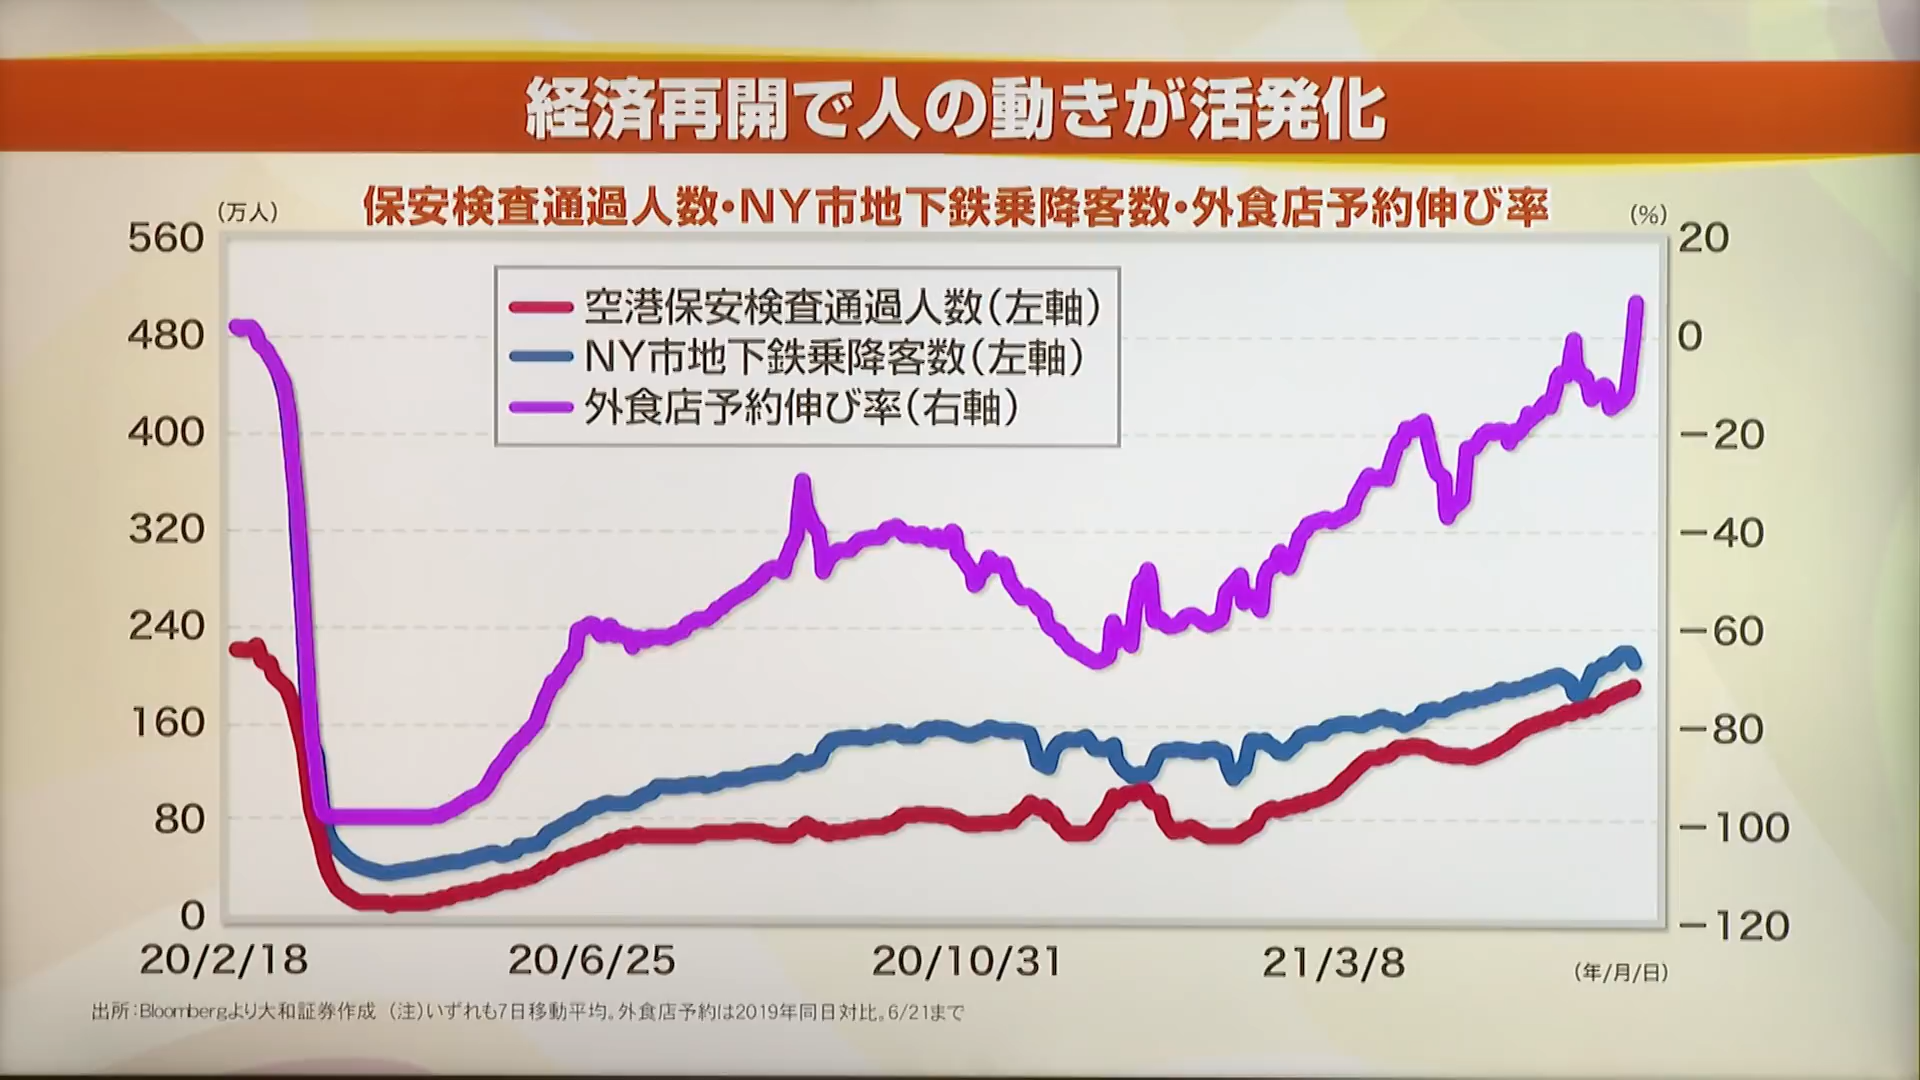 経済再開で人の動きが活発化
保安検査通過人数・NY市地下鉄乗降客数・外食店予約伸び率
(万人)
(%)
560
480
400
320
240
160
80
0
空港保安検査通過人数(左軸)
NY市地下鉄乗降客数(左軸)
外食店予約伸び率(右軸)
20
0
−20
−40
−60
−80
−100
−120
20/2/18 20/6/25 20/10/31 21/3/8 (年/月/日)
出所:Bloombergより大和証券作成 (注)いずれも7日移動平均。外食店予約は2019年同日対比。6/21まで